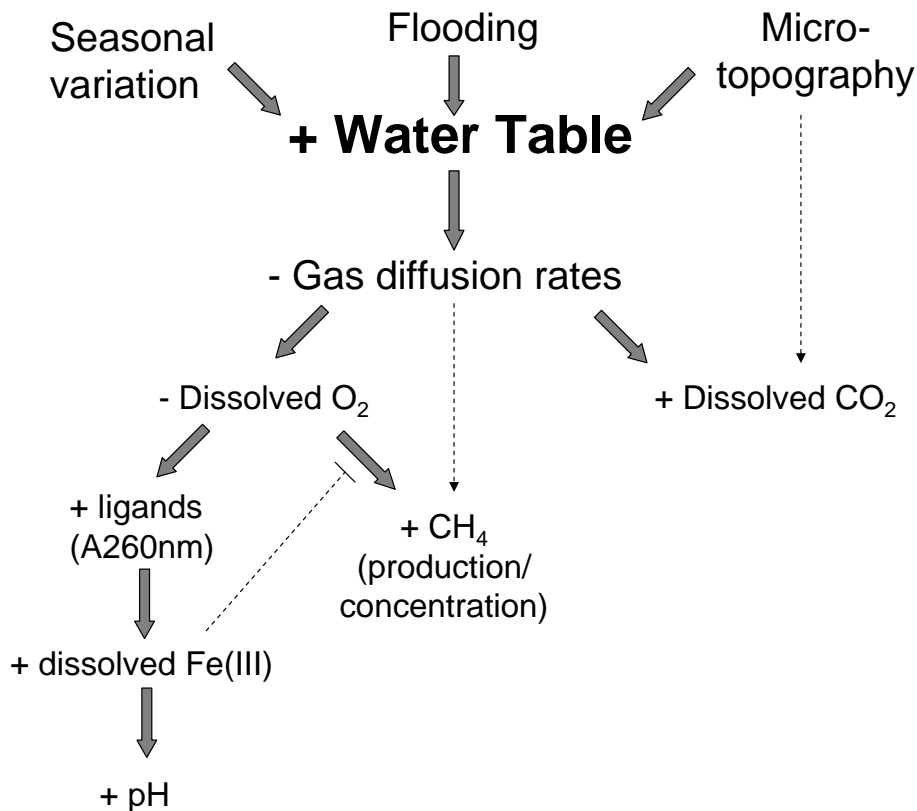 Seasonal
variation
Flooding
Micro-
topography
+ Water Table
- Gas diffusion rates
- Dissolved O₂
+ Dissolved CO₂
+ ligands
(A260nm)
+ CH₄
(production/
concentration)
+ dissolved Fe(III)
+ pH